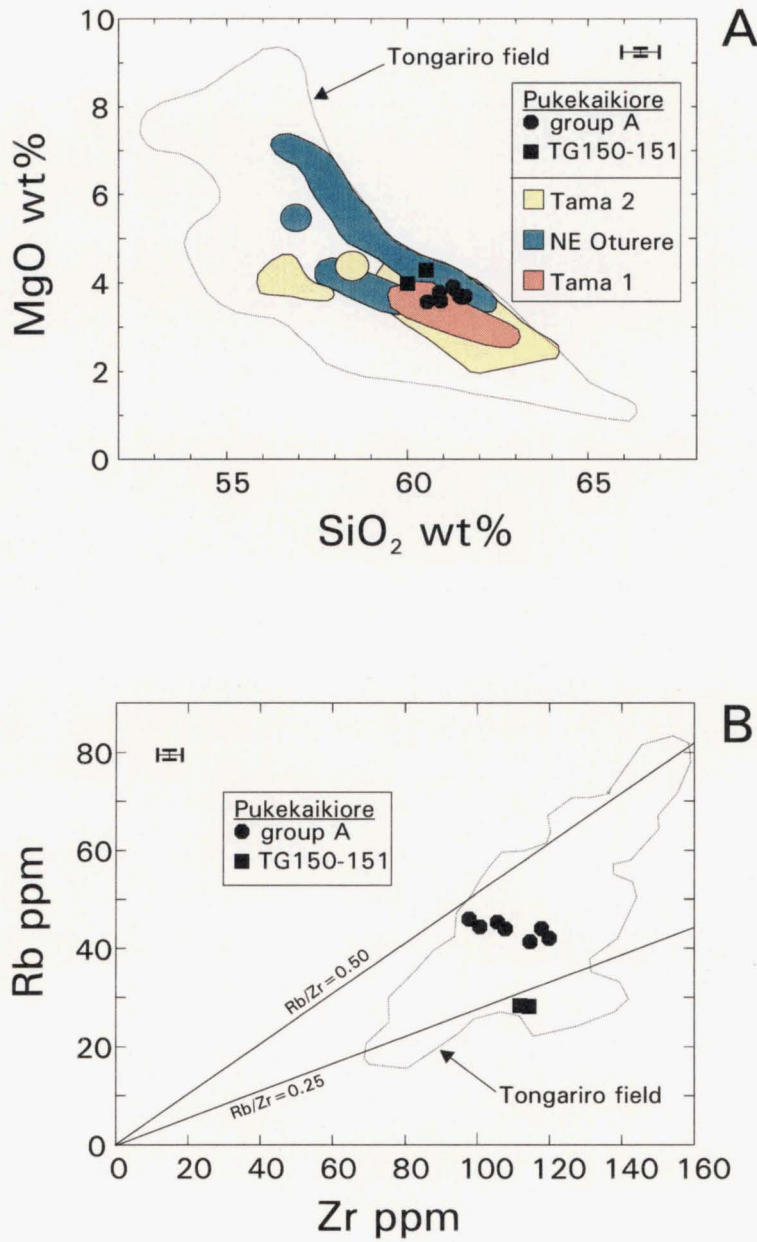 A
10
8
6
4
2
0
MgO wt%
Tongariro field
Pukekaikiore
group A
TG150-151
Tama 2
NE Oturere
Tama 1
55
60
65
SiO₂ wt%
B
80
60
40
20
0
Rb ppm
Pukekaikiore
group A
TG150-151
Rb/Zr=0.50
Rb/Zr=0.25
Tongariro field
0
20
40
60
80
100
120
140
160
Zr ppm